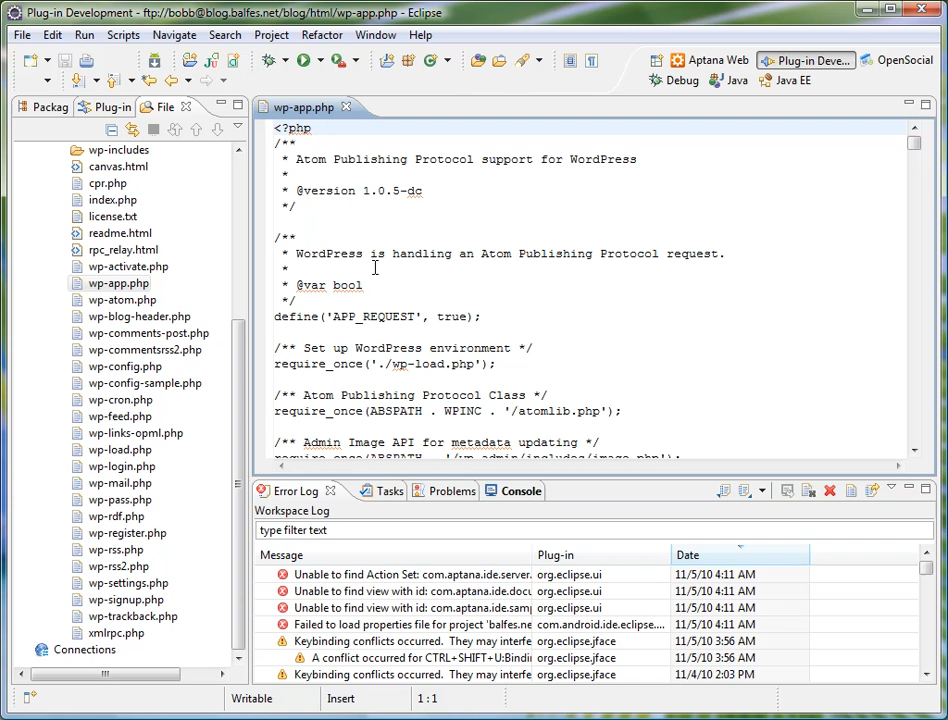 Plug-in Development - ftp://bobb@blog.balfes.net/blog/html/wp-app.php - Eclipse
File Edit Run Scripts Navigate Search Project Refactor Window Help
Aptana Web Plug-in Deve... OpenSocial
Debug Java Java EE
Packag Plug-in File
wp-includes
canvas.html
cpr.php
index.php
license.txt
readme.html
rpc_relay.html
wp-activate.php
wp-app.php
wp-atom.php
wp-blog-header.php
wp-comments-post.php
wp-commentsrss2.php
wp-config.php
wp-config-sample.php
wp-cron.php
wp-feed.php
wp-links-opml.php
wp-load.php
wp-login.php
wp-mail.php
wp-pass.php
wp-rdf.php
wp-register.php
wp-rss.php
wp-rss2.php
wp-settings.php
wp-signup.php
wp-trackback.php
xmlrpc.php
Connections
wp-app.php
<?php
/**
* Atom Publishing Protocol support for WordPress
*
* @version 1.0.5-dc
*/
/**
* WordPress is handling an Atom Publishing Protocol request.
*
* @var bool
*/
define('APP_REQUEST', true);
/** Set up WordPress environment */
require_once('./wp-load.php');
/** Atom Publishing Protocol Class */
require_once(ABSPATH . WPINC . '/atomlib.php');
/** Admin Image API for metadata updating */
require_once(ABSPATH . '/wp-admin/includes/image.php');
Error Log Tasks Problems Console
Workspace Log
type filter text
Message Plug-in Date
Unable to find Action Set: com.aptana.ide.server. org.eclipse.ui 11/5/10 4:11 AM
Unable to find view with id: com.aptana.ide.docu org.eclipse.ui 11/5/10 4:11 AM
Unable to find view with id: com.aptana.ide.sam org.eclipse.ui 11/5/10 4:11 AM
Failed to load properties file for project 'balfes.n com.android.ide.eclipse.... 11/5/10 4:11 AM
Keybinding conflicts occurred. They may interfe org.eclipse.jface 11/5/10 3:56 AM
A conflict occurred for CTRL+SHIFT+U:Bindi org.eclipse.jface 11/5/10 3:56 AM
Keybinding conflicts occurred. They may interfe org.eclipse.jface 11/4/10 2:03 PM
Writable Insert 1 : 1